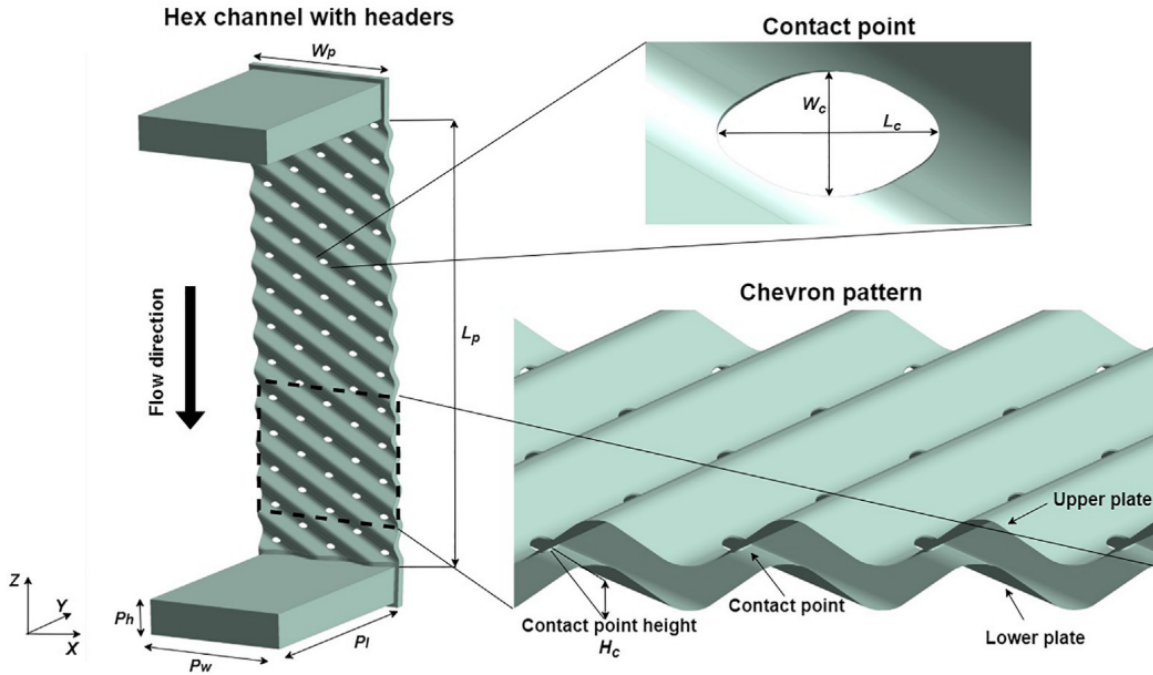 Hex channel with headers
Contact point
Wp
Wc
Lc
Flow direction
Lp
Chevron pattern
Upper plate
Contact point
Lower plate
Contact point height
Hc
Z
Y
X
Ph
Pw
Pl